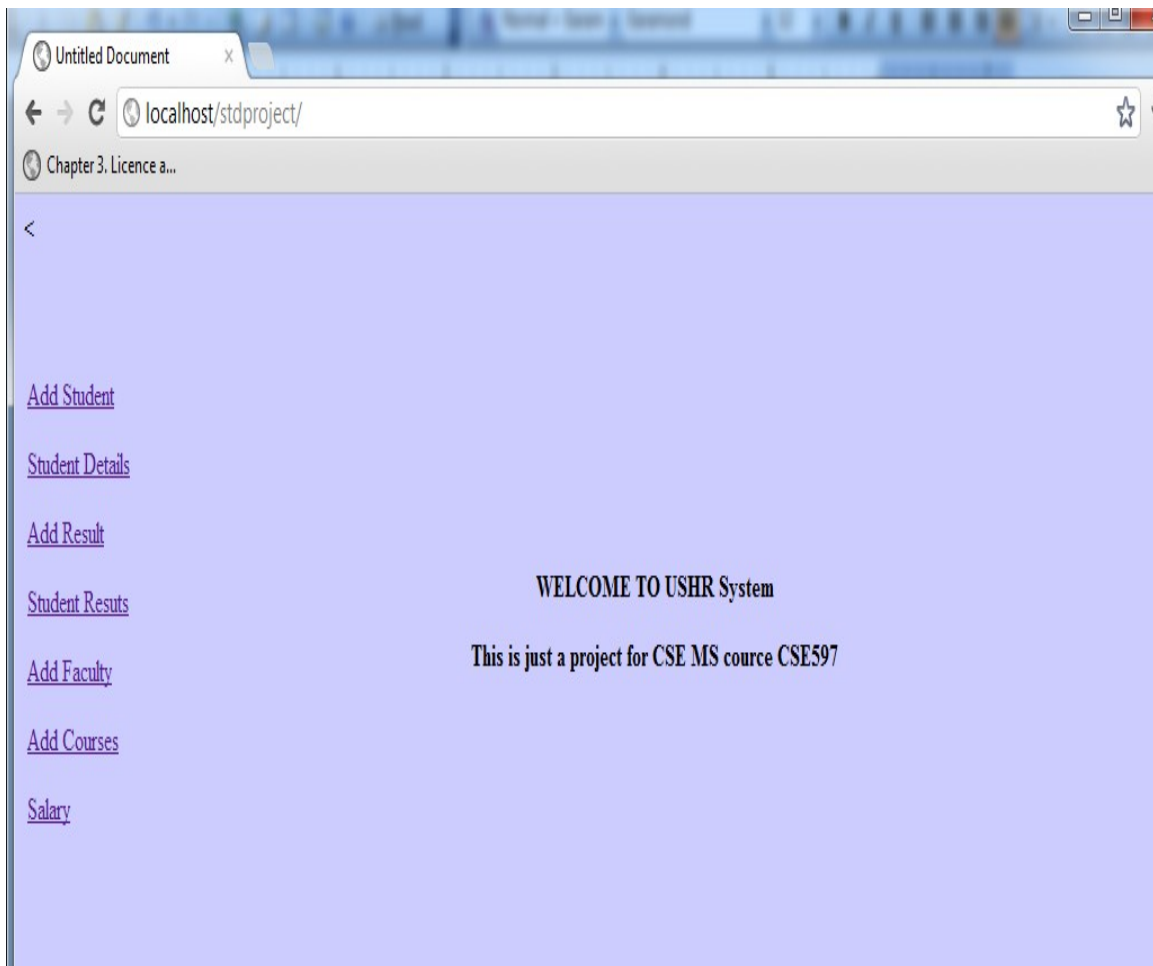 Untitled Document
localhost/stdproject/
Chapter 3. Licence a...
<
Add Student
Student Details
Add Result
Student Resuts
Add Faculty
Add Courses
Salary
WELCOME TO USHR System
This is just a project for CSE MS cource CSE597